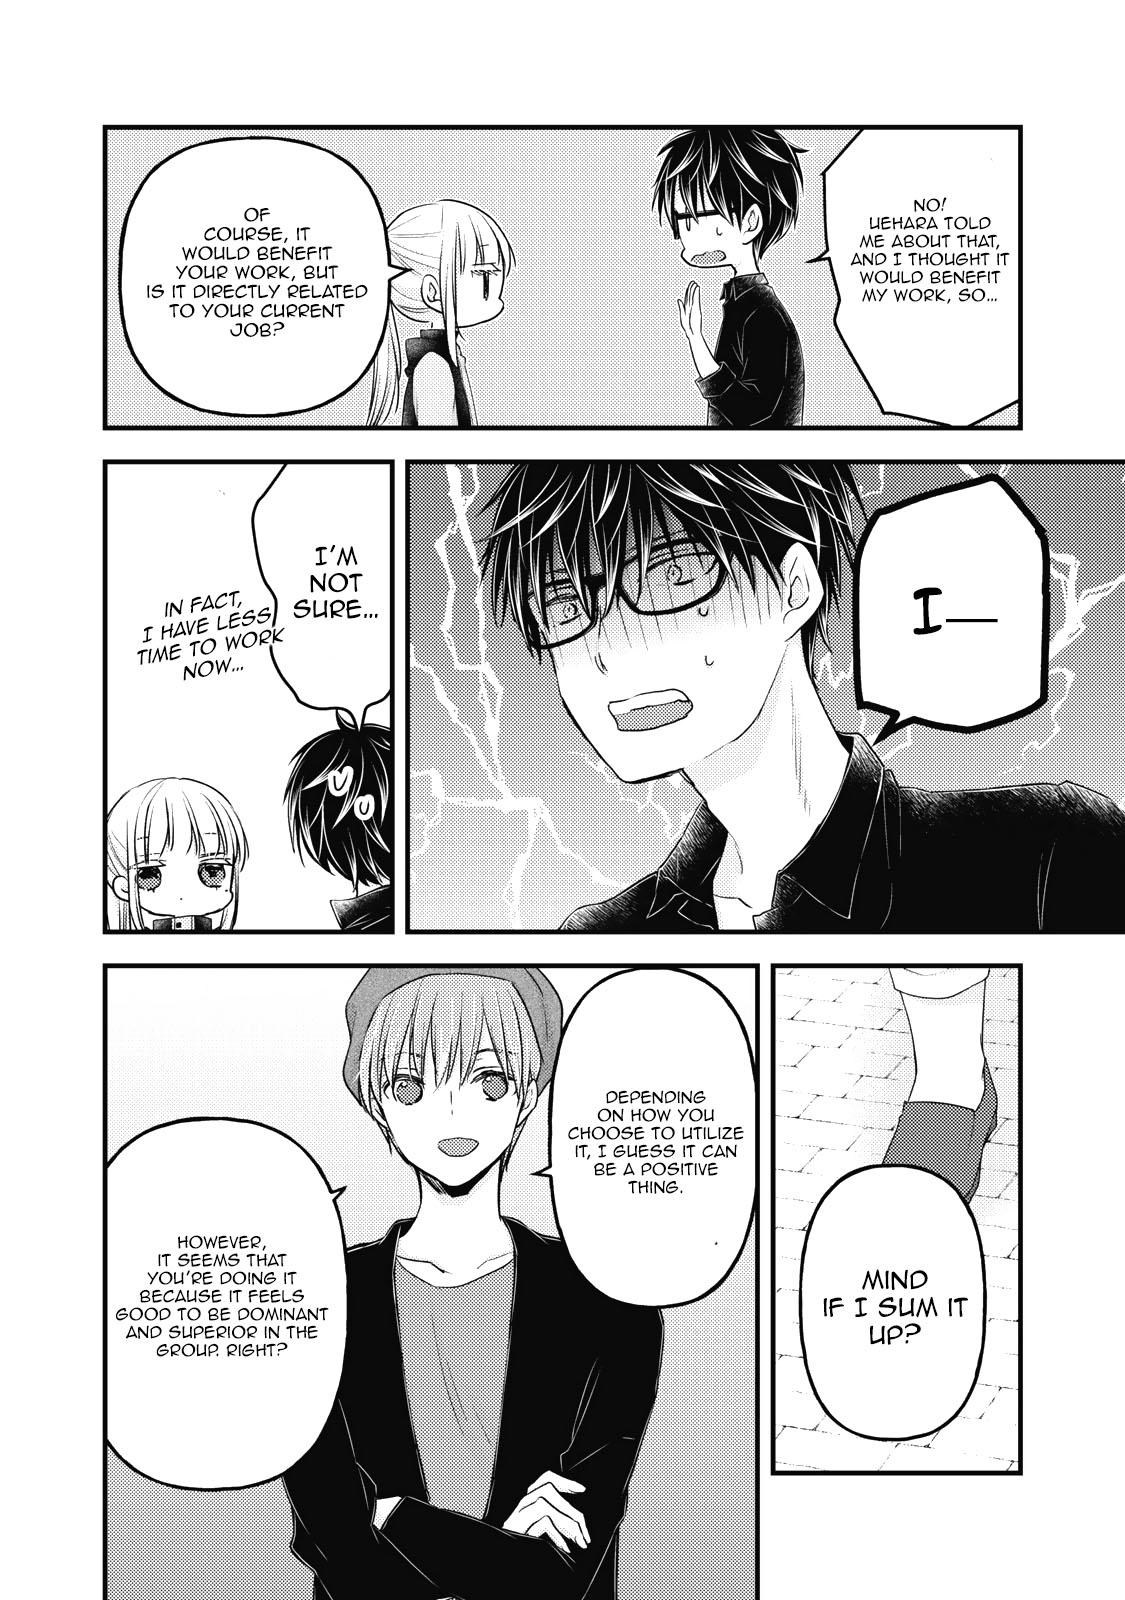 NO!
UEHARA TOLD
ME ABOUT THAT,
AND I THOUGHT IT
WOULD BENEFIT
MY WORK, SO...
OF
COURSE, IT
WOULD BENEFIT
YOUR WORK, BUT
IS IT DIRECTLY RELATED
TO YOUR CURRENT
JOB?
I—
I'M
NOT
SURE...
IN FACT,
I HAVE LESS
TIME TO WORK
NOW...
MIND
IF I SUM IT
UP?
DEPENDING
ON HOW YOU
CHOOSE TO UTILIZE
IT, I GUESS IT CAN
BE A POSITIVE
THING.
HOWEVER,
IT SEEMS THAT
YOU'RE DOING IT
BECAUSE IT FEELS
GOOD TO BE DOMINANT
AND SUPERIOR IN THE
GROUP. RIGHT?